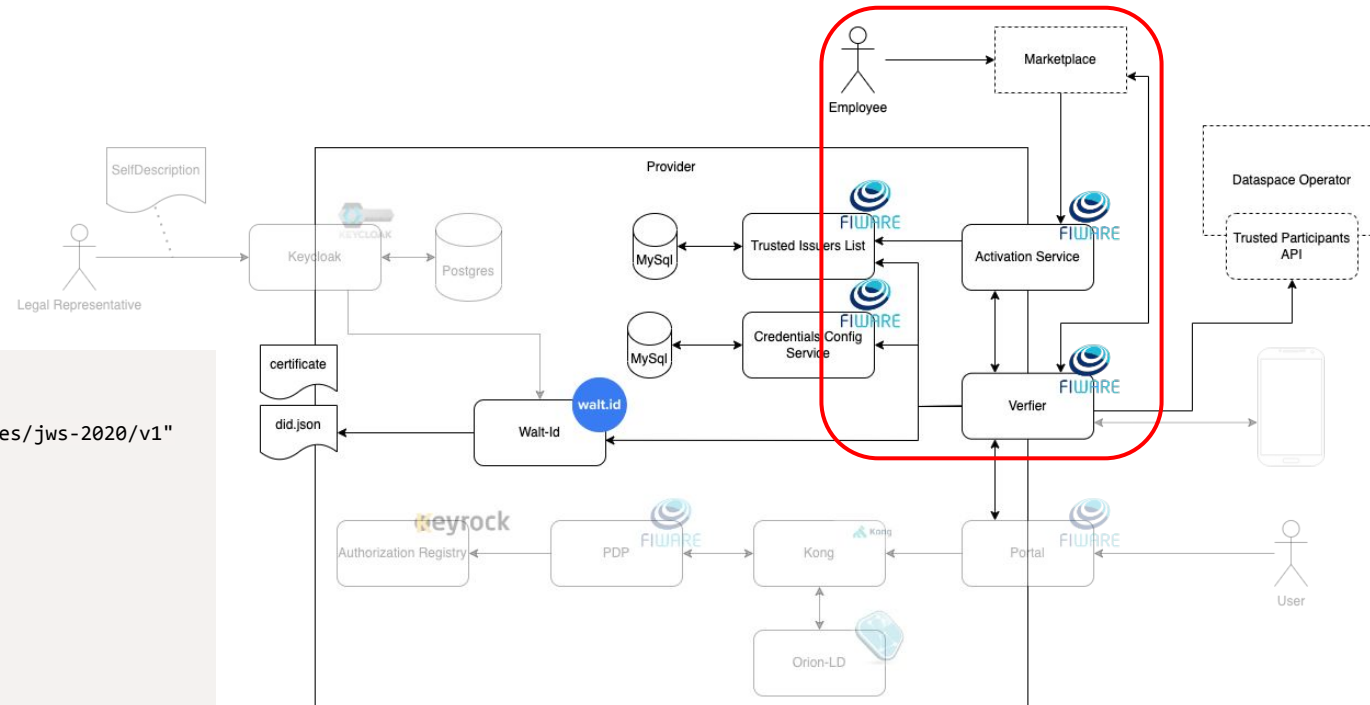 Employee
Marketplace
SelfDescription
Provider
Dataspace Operator
FIWARE
FIWARE
KEYCLOAK
Keycloak
Postgres
MySql
Trusted Issuers List
Activation Service
Trusted Participants
API
Legal Representative
FIWARE
MySql
Credentials Config
Service
certificate
FIWARE
did.json
walt.id
Walt-Id
Verfier
es/jws-2020/v1"
Keyrock
FIWARE
Kong
FIWARE
Authorization Registry
PDP
Kong
Portal
User
Orion-LD